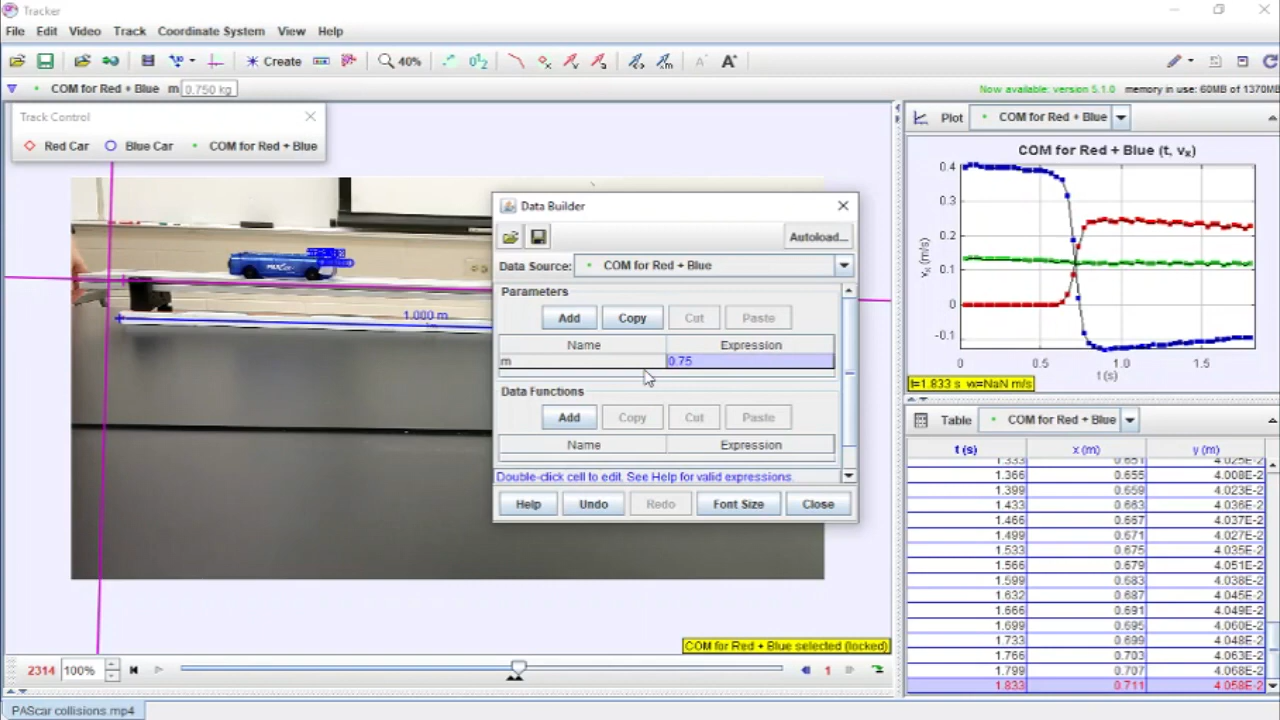 Tracker
File Edit Video Track Coordinate System View Help
Create 40% A A
COM for Red + Blue m 0.750 kg
Now available: version 5.1.0 memory in use: 60MB of 1370MB
Track Control
Red Car Blue Car COM for Red + Blue
1.000 m
Data Builder
Autoload...
Data Source: COM for Red + Blue
Parameters
Add Copy Cut Paste
Name Expression
m 0.75
Data Functions
Add Copy Cut Paste
Name Expression
Double-click cell to edit. See Help for valid expressions.
Help Undo Redo Font Size Close
Plot COM for Red + Blue
COM for Red + Blue (t, vx)
0.4
0.3
0.2
0.1
0
-0.1
vx (m/s)
0 0.5 1.0 1.5
t (s)
t=1.833 s vx=NaN m/s
Table COM for Red + Blue
t (s) x (m) y (m)
1.333 0.651 4.025E-2
1.366 0.655 4.008E-2
1.399 0.659 4.023E-2
1.433 0.663 4.036E-2
1.466 0.667 4.037E-2
1.499 0.671 4.027E-2
1.533 0.675 4.035E-2
1.566 0.679 4.051E-2
1.599 0.683 4.038E-2
1.632 0.687 4.045E-2
1.666 0.691 4.049E-2
1.699 0.695 4.060E-2
1.733 0.699 4.048E-2
1.766 0.703 4.063E-2
1.799 0.707 4.068E-2
1.833 0.711 4.058E-2
COM for Red + Blue selected (locked)
2314 100% 1
PAScar collisions.mp4